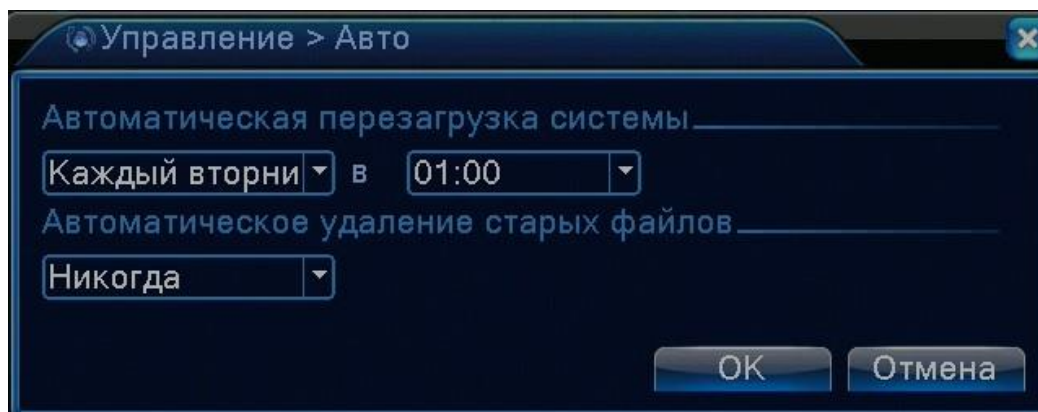 Управление > Авто
Автоматическая перезагрузка системы
Каждый вторни в 01:00
Автоматическое удаление старых файлов
Никогда
OK Отмена